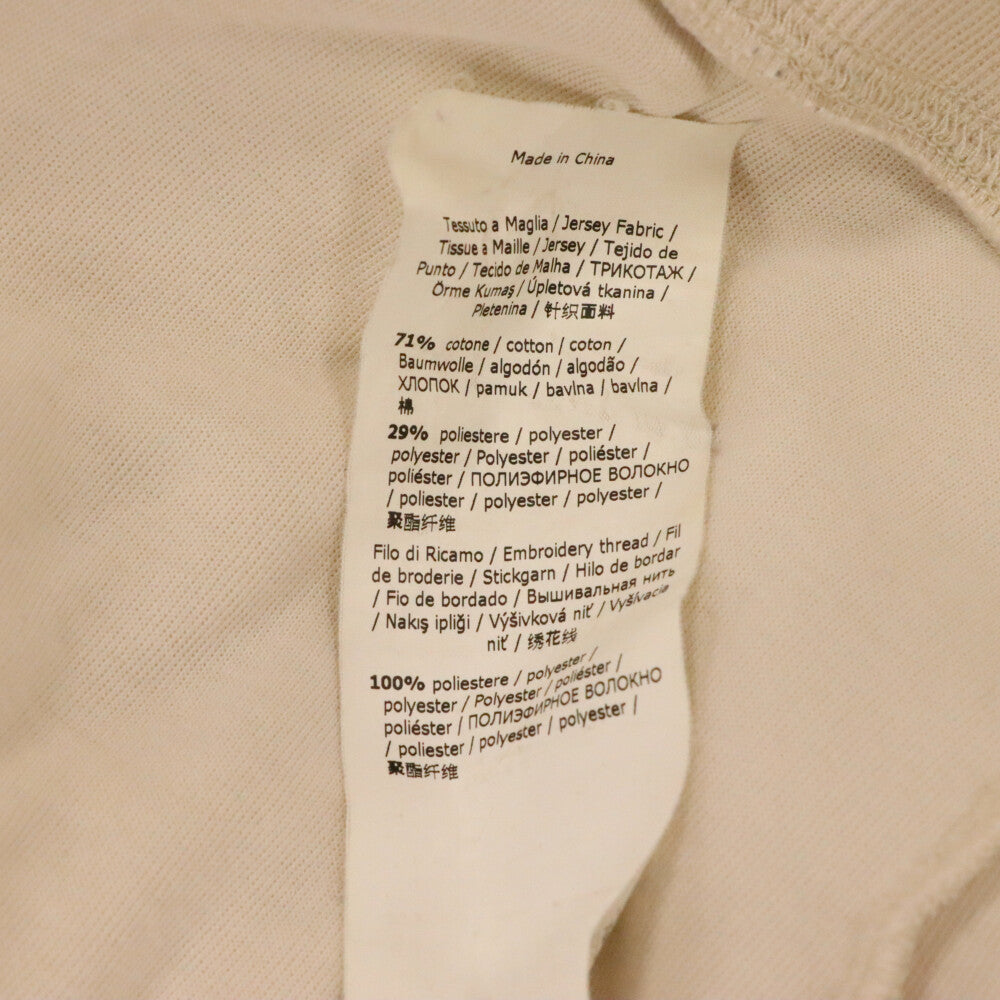 Made in China
Tessuto a Maglia / Jersey Fabric /
Tissue a Maille / Jersey / Tejido de
Punto / Tecido de Malha / ТРИКОТАЖ /
Örme Kumaş / Úpletová tkanina /
Pletenina / 针织面料
71% cotone / cotton / coton /
Baumwolle / algodón / algodão /
ХЛОПОК / pamuk / bavlna / bavlna /
棉
29% poliestere / polyester /
polyester / Polyester / poliéster /
poliéster / ПОЛИЭФИРНОЕ ВОЛОКНО
/ poliester / polyester / polyester /
聚酯纤维
Filo di Ricamo / Embroidery thread / Fil
de broderie / Stickgarn / Hilo de bordar
/ Fio de bordado / Вышивальная нить
/ Nakış ipliği / Výšivková niť / Vyšívacia
niť / 绣花线
100% poliestere / polyester /
polyester / Polyester / poliéster /
poliéster / ПОЛИЭФИРНОЕ ВОЛОКНО
/ poliester / polyester / polyester /
聚酯纤维